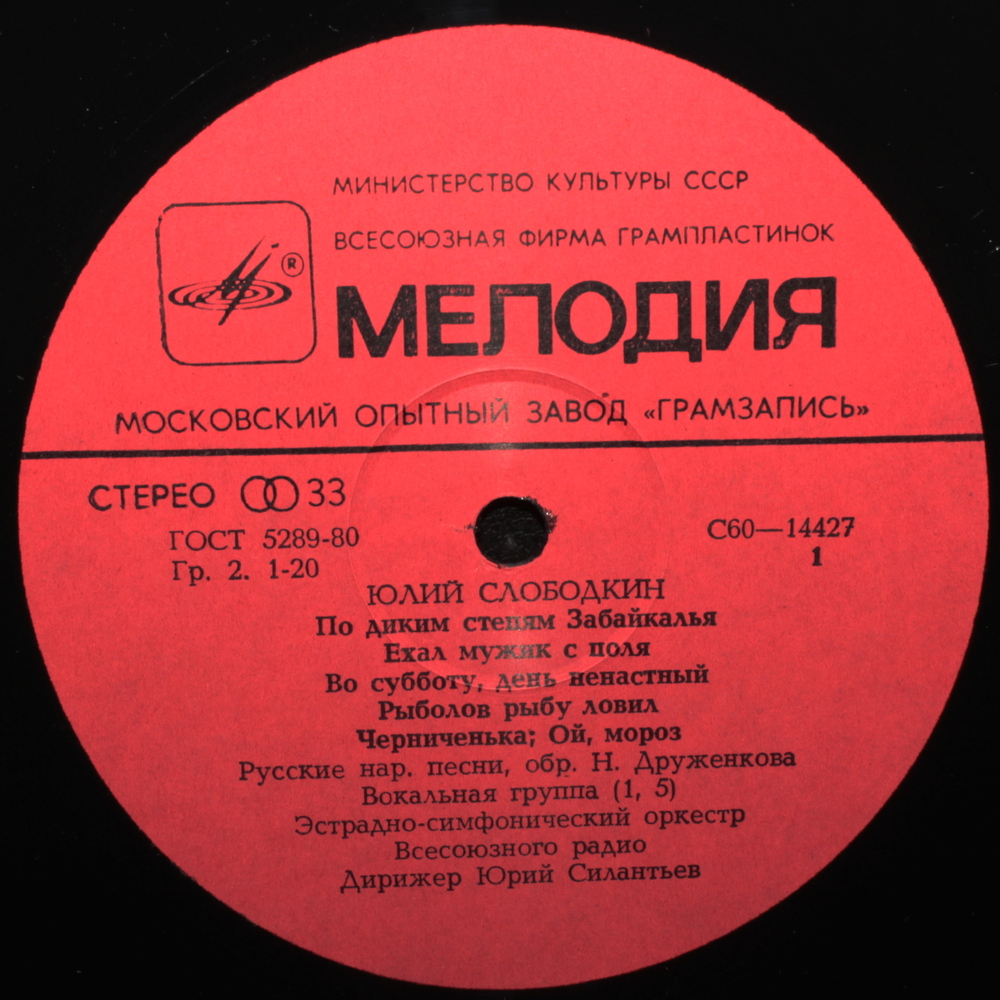 МИНИСТЕРСТВО КУЛЬТУРЫ СССР
ВСЕСОЮЗНАЯ ФИРМА ГРАМПЛАСТИНОК
®
МЕЛОДИЯ
МОСКОВСКИЙ ОПЫТНЫЙ ЗАВОД «ГРАМЗАПИСЬ»
СТЕРЕО 33
ГОСТ 5289-80
Гр. 2. 1-20
С60—14427
1
ЮЛИЙ СЛОБОДКИН
По диким степям Забайкалья
Ехал мужик с поля
Во субботу, день ненастный
Рыболов рыбу ловил
Черниченька; Ой, мороз
Русские нар. песни, обр. Н. Друженкова
Вокальная группа (1, 5)
Эстрадно-симфонический оркестр
Всесоюзного радио
Дирижер Юрий Силантьев